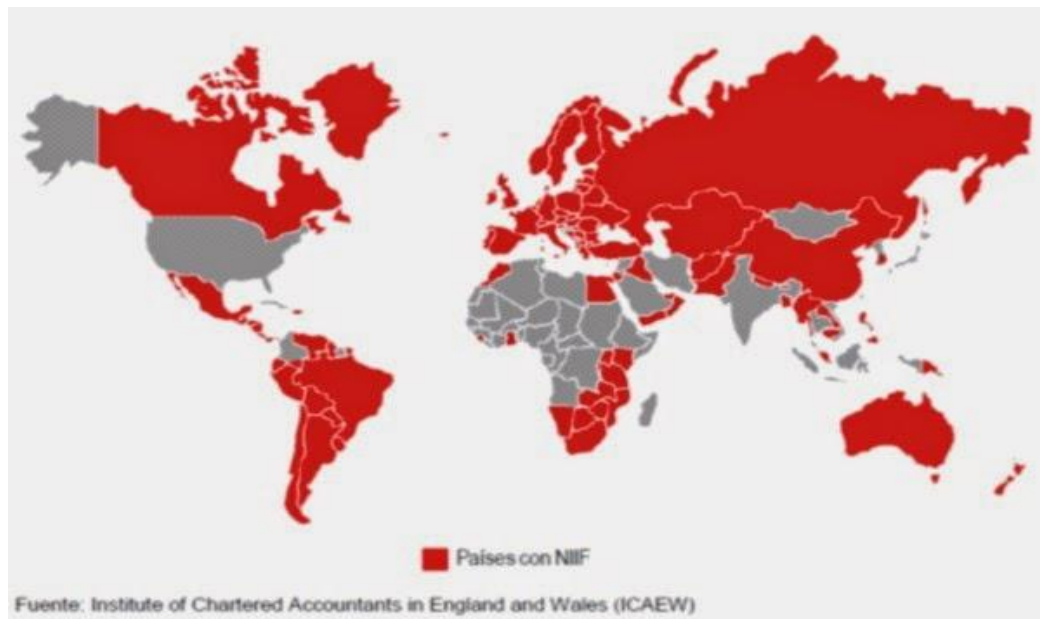 Países con NIIF
Fuente: Institute of Chartered Accountants in England and Wales (ICAEW)